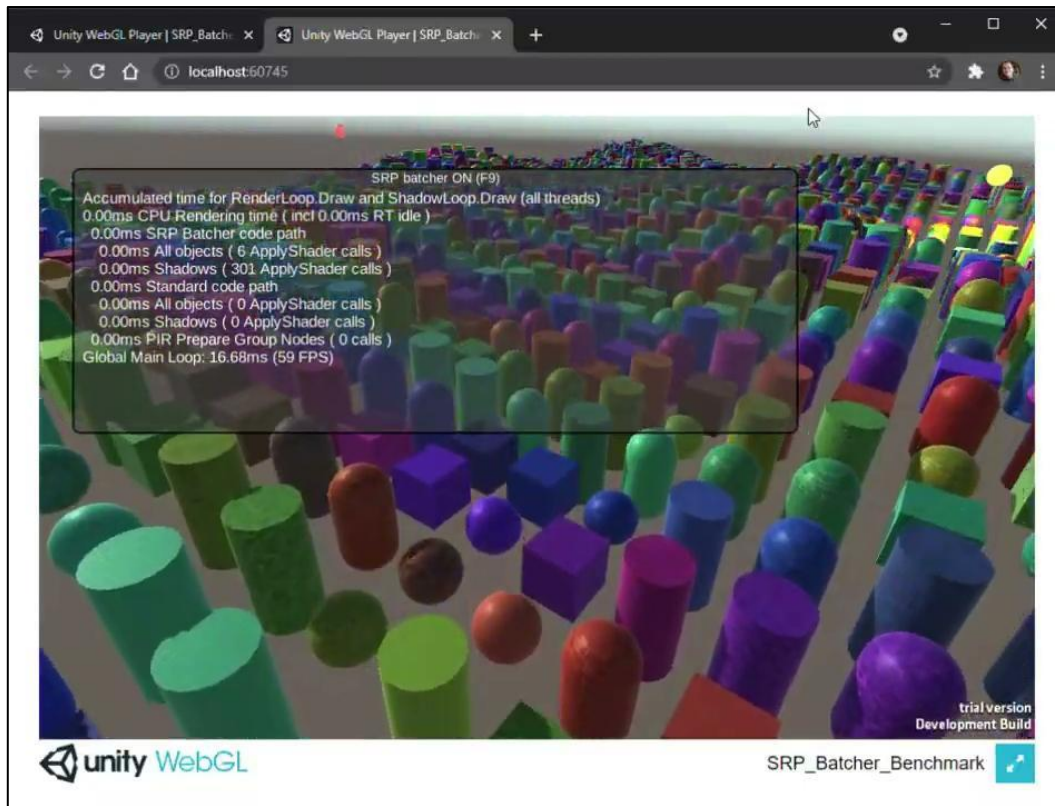 Unity WebGL Player | SRP_Batche
Unity WebGL Player | SRP_Batche
localhost:60745
SRP batcher ON (F9)
Accumulated time for RenderLoop.Draw and ShadowLoop.Draw (all threads)
0.00ms CPU Rendering time ( incl 0.00ms RT idle )
0.00ms SRP Batcher code path
0.00ms All objects ( 6 ApplyShader calls )
0.00ms Shadows ( 301 ApplyShader calls )
0.00ms Standard code path
0.00ms All objects ( 0 ApplyShader calls )
0.00ms Shadows ( 0 ApplyShader calls )
0.00ms PIR Prepare Group Nodes ( 0 calls )
Global Main Loop: 16.68ms (59 FPS)
trial version
Development Build
unity WebGL
SRP_Batcher_Benchmark